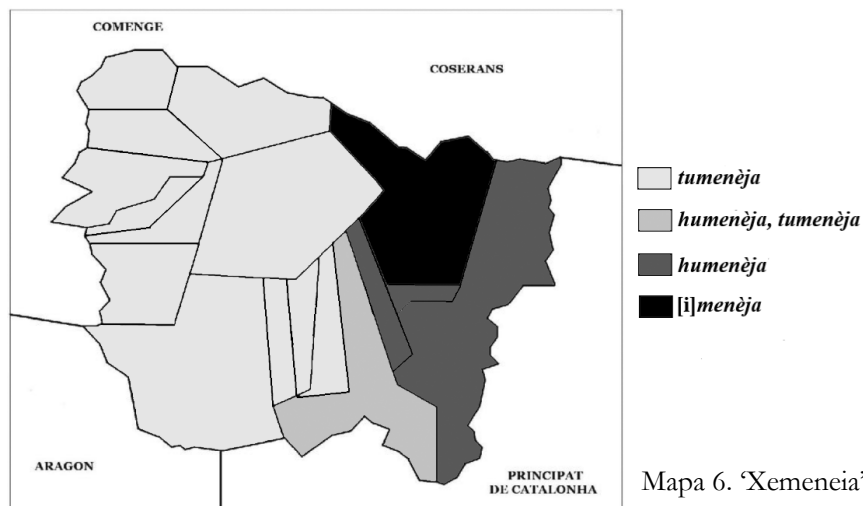 COMENGE
COSERANS
tumenèja
humenèja, tumenèja
humenèja
[i]menèja
ARAGON
PRINCIPAT
DE CATALONHA
Mapa 6. ‘Xemeneia’